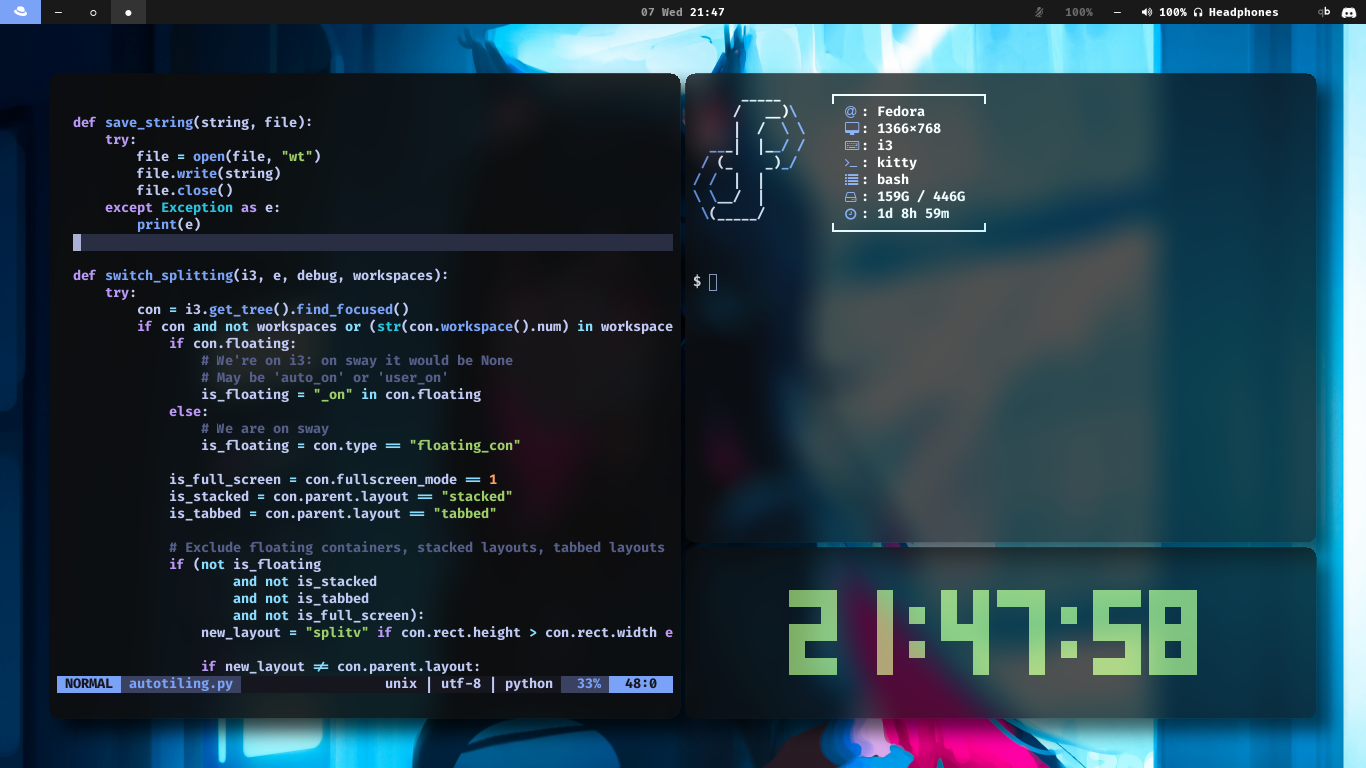 07 Wed 21:47
100%
100% Headphones
qb
def save_string(string, file):
try:
file = open(file, "wt")
file.write(string)
file.close()
except Exception as e:
print(e)
def switch_splitting(i3, e, debug, workspaces):
try:
con = i3.get_tree().find_focused()
if con and not workspaces or (str(con.workspace().num) in workspace
if con.floating:
# We're on i3: on sway it would be None
# May be 'auto_on' or 'user_on'
is_floating = "_on" in con.floating
else:
# We are on sway
is_floating = con.type == "floating_con"
is_full_screen = con.fullscreen_mode == 1
is_stacked = con.parent.layout == "stacked"
is_tabbed = con.parent.layout == "tabbed"
# Exclude floating containers, stacked layouts, tabbed layouts
if (not is_floating
and not is_stacked
and not is_tabbed
and not is_full_screen):
new_layout = "splitv" if con.rect.height > con.rect.width e
if new_layout ≠ con.parent.layout:
NORMAL autotiling.py unix | utf-8 | python 33% 48:0
@ : Fedora
: 1366×768
: i3
: kitty
: bash
: 159G / 446G
: 1d 8h 59m
$
21:47:58